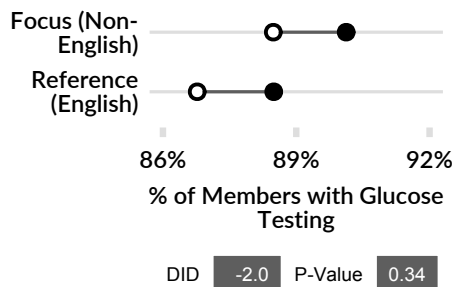 Focus (Non-
English)
Reference
(English)
86%
89%
92%
% of Members with Glucose
Testing
DID -2.0 P-Value 0.34